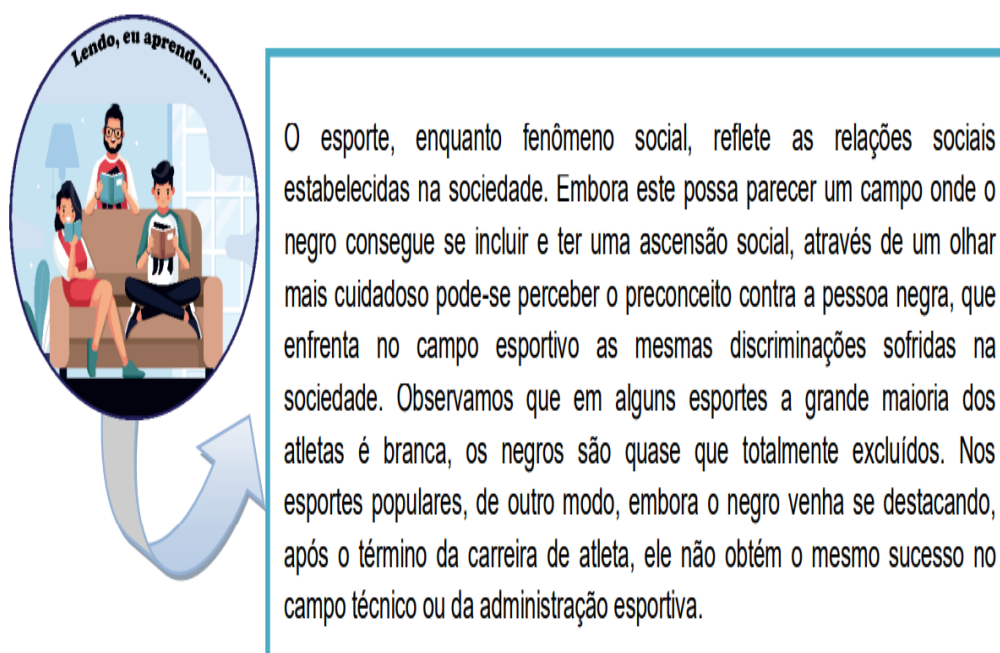 Lendo, eu aprendo...
O esporte, enquanto fenômeno social, reflete as relações sociais
estabelecidas na sociedade. Embora este possa parecer um campo onde o
negro consegue se incluir e ter uma ascensão social, através de um olhar
mais cuidadoso pode-se perceber o preconceito contra a pessoa negra, que
enfrenta no campo esportivo as mesmas discriminações sofridas na
sociedade. Observamos que em alguns esportes a grande maioria dos
atletas é branca, os negros são quase que totalmente excluídos. Nos
esportes populares, de outro modo, embora o negro venha se destacando,
após o término da carreira de atleta, ele não obtém o mesmo sucesso no
campo técnico ou da administração esportiva.